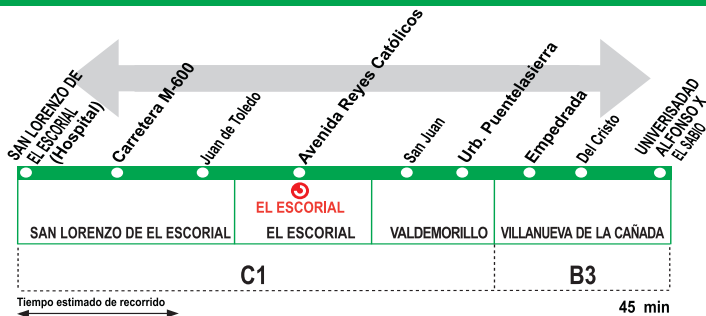 SAN LORENZO DE
EL ESCORIAL
(Hospital)
Carretera M-600
Juan de Toledo
Avenida Reyes Católicos
San Juan
Urb. Puentelasierra
Empedrada
Del Cristo
UNIVERISADAD
ALFONSO X
EL SABIO
EL ESCORIAL
SAN LORENZO DE EL ESCORIAL
EL ESCORIAL
VALDEMORILLO
VILLANUEVA DE LA CAÑADA
C1
B3
Tiempo estimado de recorrido
45 min